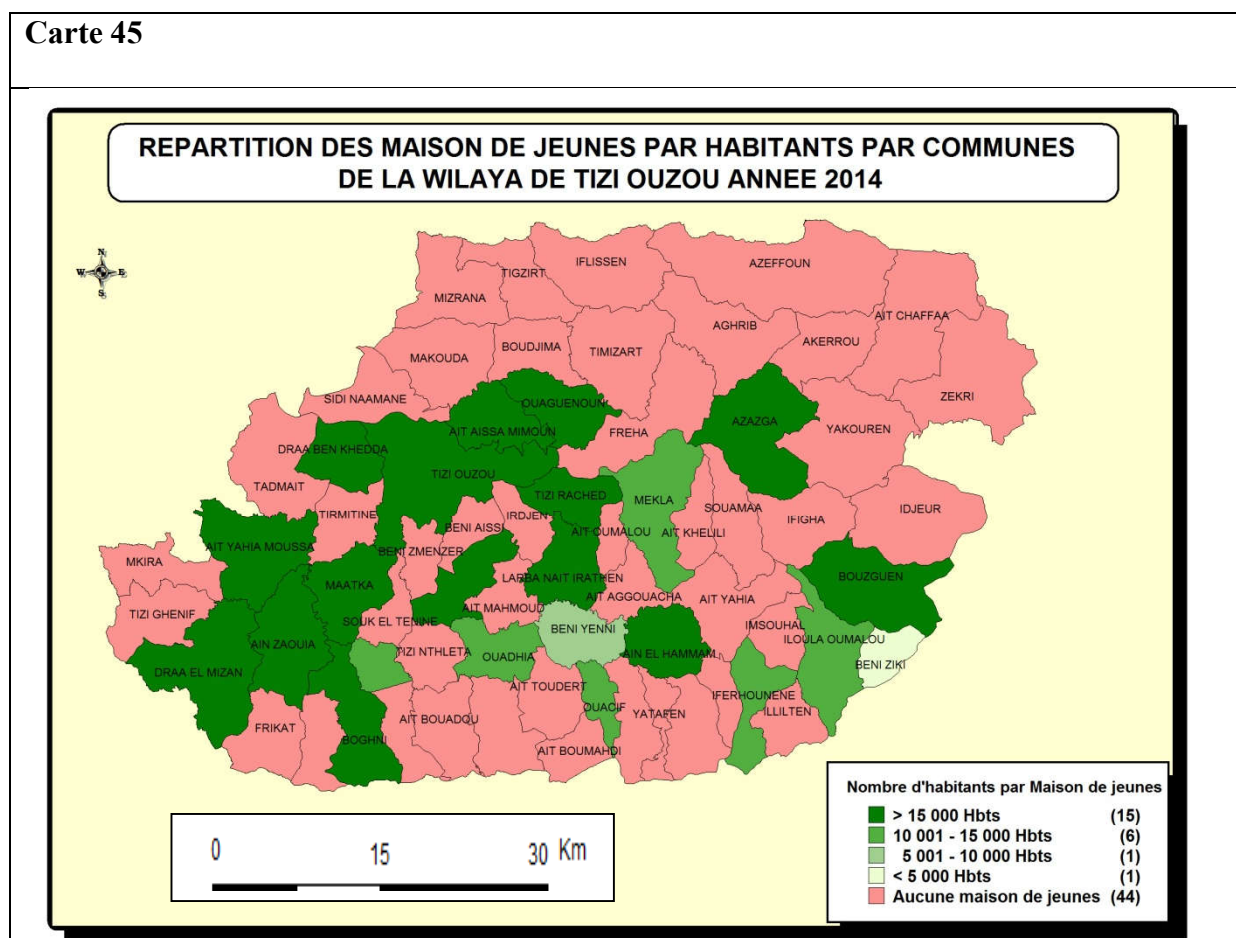 Carte 45
REPARTITION DES MAISON DE JEUNES PAR HABITANTS PAR COMMUNES
DE LA WILAYA DE TIZI OUZOU ANNEE 2014
N
W E
S
IFLISSEN
AZEFFOUN
TIGZIRT
MIZRANA
AIT CHAFFAA
AGHRIB
AKERROU
BOUDJIMA
TIMIZART
MAKOUDA
ZEKRI
SIDI NAAMANE
OUAGUENOUN
AZAZGA
YAKOUREN
AIT AISSA MIMOUN
FREHA
DRAA BEN KHEDDA
TIZI OUZOU
TADMAIT
TIZI RACHED
MEKLA
SOUAMAA
IDJEUR
TIRMITINE
IRDJEN
IFIGHA
BENI AISSI
AIT OUMALOU
AIT KHELILI
AIT YAHIA MOUSSA
BENI ZMENZER
MKIRA
BOUZGUEN
MAATKA
LARBA NAIT IRATHEN
AIT AGGOUACHA
AIT YAHIA
TIZI GHENIF
AIT MAHMOUD
SOUK EL TENINE
IMSOUHAL
BENI YENNI
ILOULA OUMALOU
AIN ZAOUIA
TIZI NTHLETA
OUADHIA
AIN EL HAMMAM
BENI ZIKI
DRAA EL MIZAN
AIT TOUDERT
IFERHOUNENE
OUACIF
YATAFEN
ILLILTEN
AIT BOUADOU
FRIKAT
BOGHNI
AIT BOUMAHDI
Nombre d'habitants par Maison de jeunes
> 15 000 Hbts (15)
10 001 - 15 000 Hbts (6)
5 001 - 10 000 Hbts (1)
< 5 000 Hbts (1)
Aucune maison de jeunes (44)
0 15 30 Km